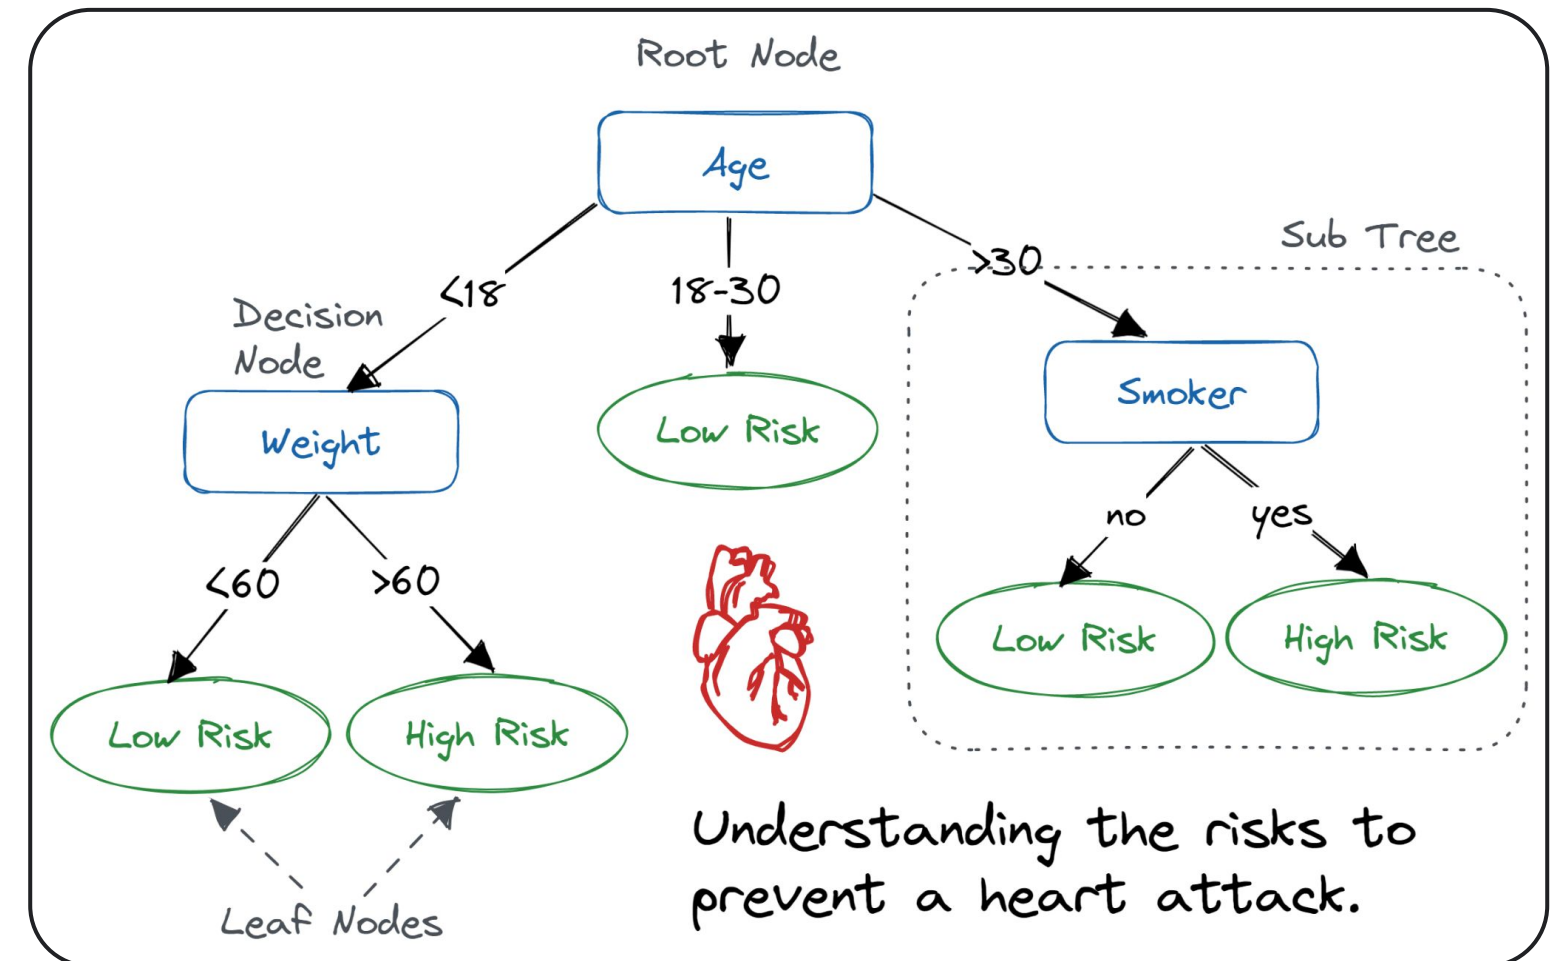 Root Node
Age
<18
18-30
>30
Sub Tree
Decision
Node
Weight
Low Risk
Smoker
<60
>60
no
yes
Low Risk
High Risk
Low Risk
High Risk
Leaf Nodes
Understanding the risks to
prevent a heart attack.